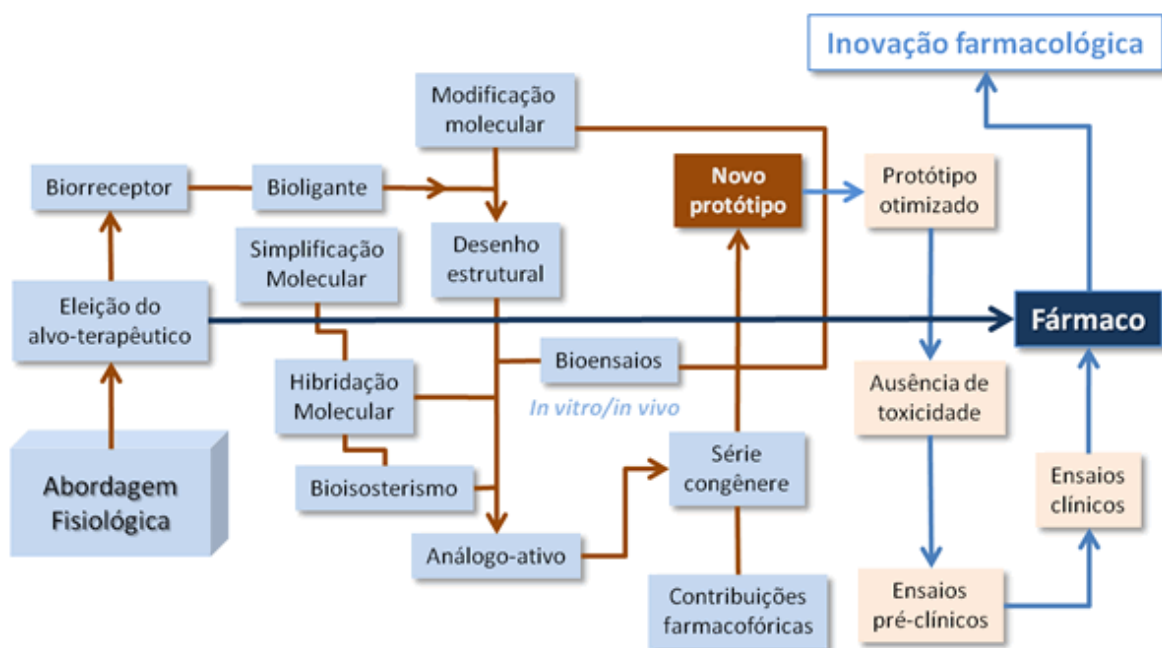 Inovação farmacológica
Modificação
molecular
Biorreceptor
Bioligante
Novo
protótipo
Protótipo
otimizado
Simplificação
Molecular
Desenho
estrutural
Eleição do
alvo-terapêutico
Fármaco
Hibridação
Molecular
Bioensaios
In vitro/in vivo
Ausência de
toxicidade
Abordagem
Fisiológica
Bioisosterismo
Série
congênere
Ensaios
clínicos
Análogo-ativo
Contribuições
farmacofóricas
Ensaios
pré-clínicos